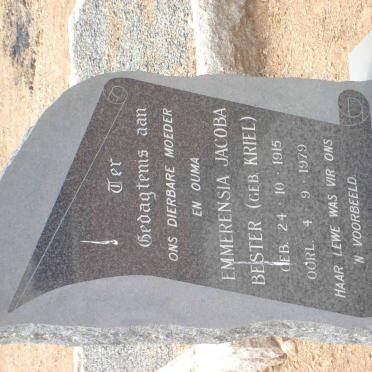 Ter
Gedagtenis aan
ONS DIERBARE MOEDER
EN OUMA
EMMERENSIA JACOBA
BESTER (GEB. KRIEL)
GEB. 24 · 10 · 1915
OORL. 4 · 9 · 1979
HAAR LEWE WAS VIR ONS
'N VOORBEELD.